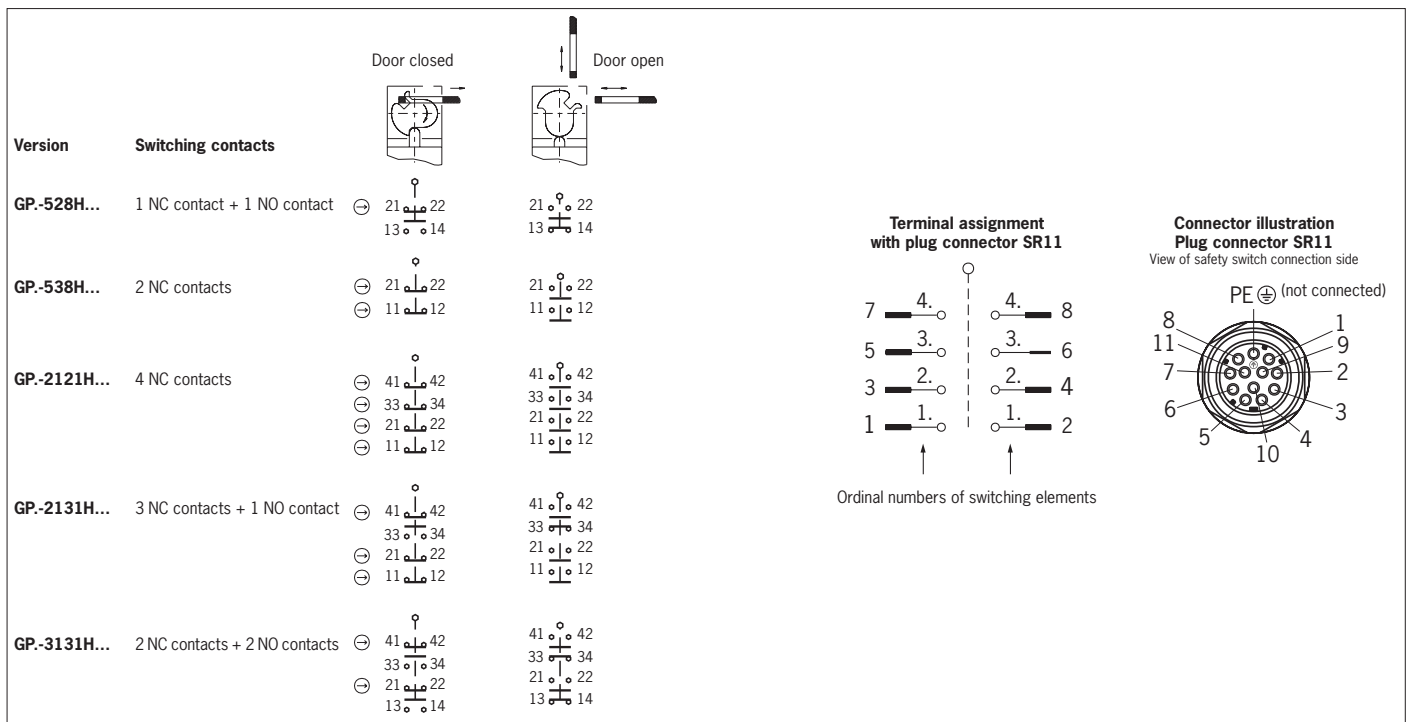 Door closed
Door open
Version Switching contacts
GP.-528H... 1 NC contact + 1 NO contact → 21 22 21 22
13 14 13 14
GP.-538H... 2 NC contacts → 21 22 21 22
→ 11 12 11 12
GP.-2121H... 4 NC contacts → 41 42 41 42
→ 33 34 33 34
→ 21 22 21 22
→ 11 12 11 12
GP.-2131H... 3 NC contacts + 1 NO contact → 41 42 41 42
33 34 33 34
→ 21 22 21 22
→ 11 12 11 12
GP.-3131H... 2 NC contacts + 2 NO contacts → 41 42 41 42
33 34 33 34
→ 21 22 21 22
13 14 13 14
Terminal assignment
with plug connector SR11
7 4. 4. 8
5 3. 3. 6
3 2. 2. 4
1 1. 1. 2
Ordinal numbers of switching elements
Connector illustration
Plug connector SR11
View of safety switch connection side
PE (not connected)
8 1
11 9
7 2
6 3
5 4
10